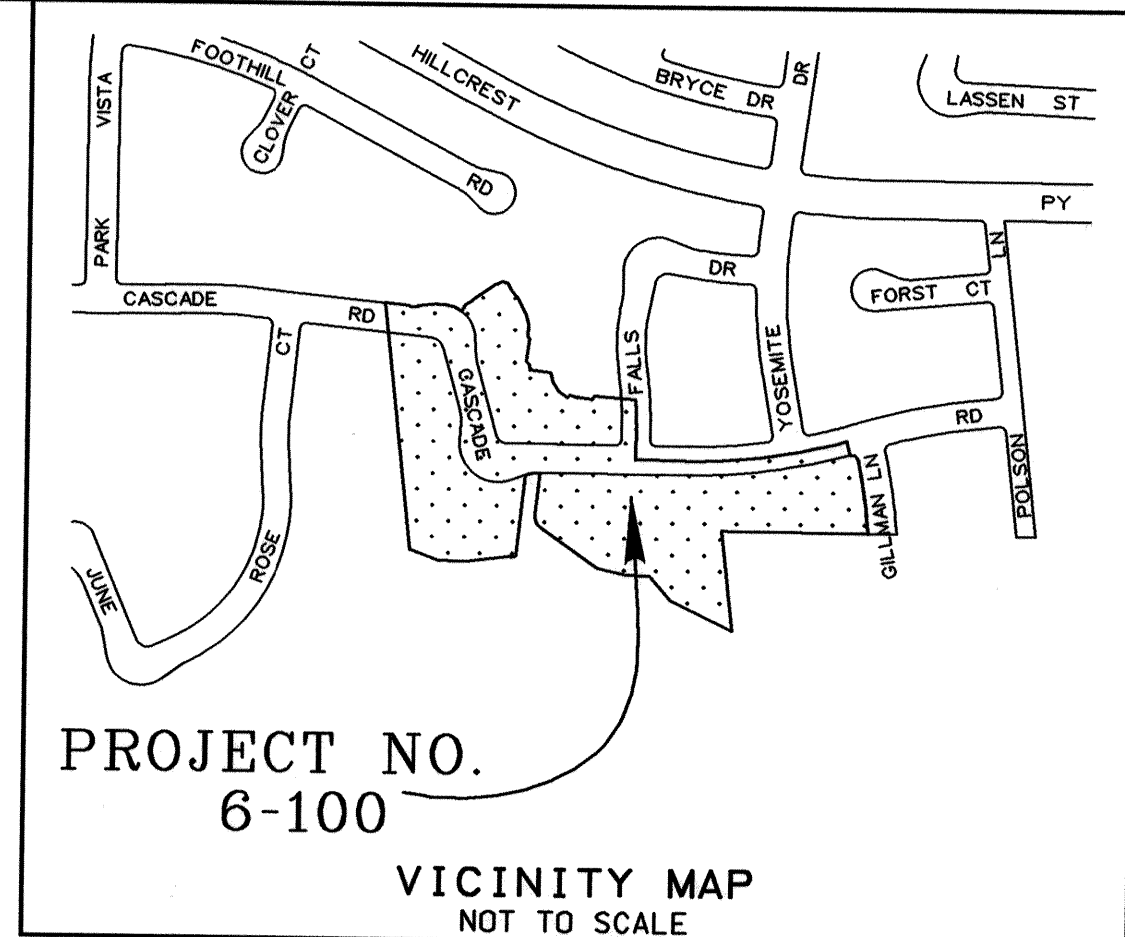 FOOTHILL
CT
HILLCREST
BRYCE DR
DR
LASSEN ST
VISTA
CLOVER
RD
PY
PARK
LN
DR
FORST CT
CASCADE
RD
CT
FALLS
YOSEMITE
CASCADE
RD
GILLMAN LN
POLSON
ROSE
JUNE
PROJECT NO.
6-100
VICINITY MAP
NOT TO SCALE